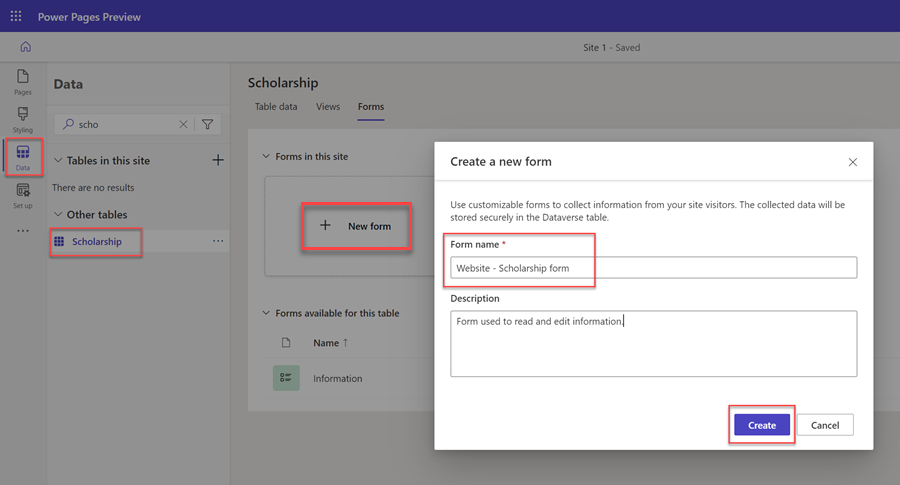 Power Pages Preview
Site 1 - Saved
Pages
Styling
Data
Set up
Data
scho
Tables in this site
There are no results
Other tables
Scholarship
Scholarship
Table data Views Forms
Forms in this site
New form
Forms available for this table
Name ↑
Information
Create a new form
Use customizable forms to collect information from your site visitors. The collected data will be
stored securely in the Dataverse table.
Form name *
Website - Scholarship form
Description
Form used to read and edit information.
Create Cancel